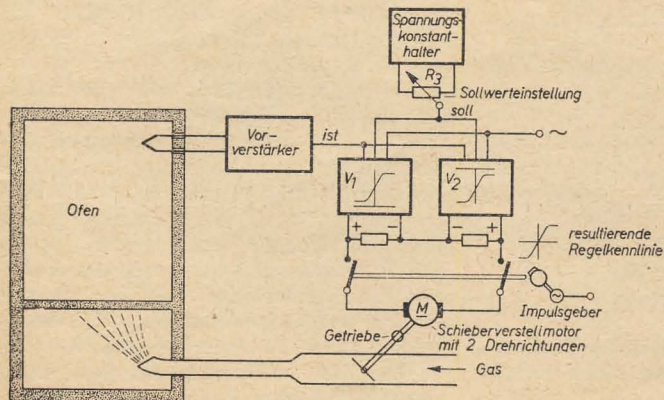 Spannungs-
konstant-
halter
R3
Sollwerteinstellung
soll
Vor-
verstärker
ist
~
Ofen
V1
V2
+ -
- +
resultierende
Regelkennlinie
Impulsgeber
M
Getriebe
Schieberverstellmotor
mit 2 Drehrichtungen
Gas